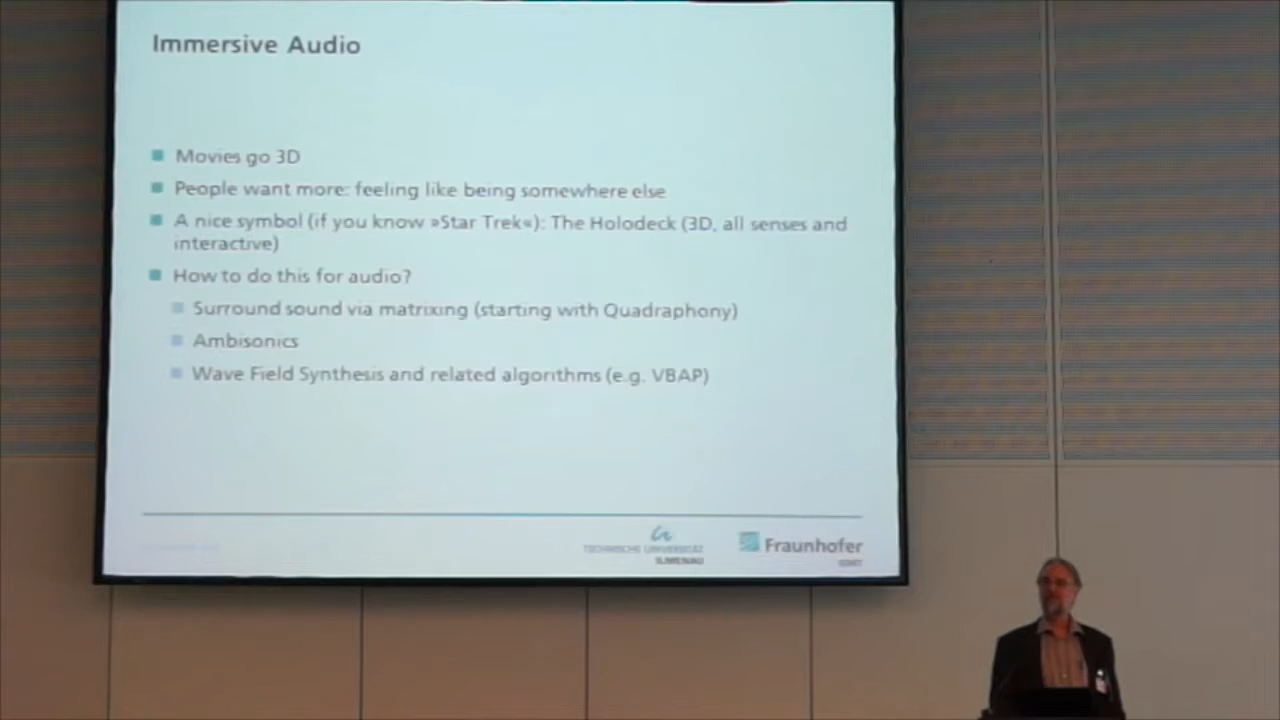 Immersive Audio
Movies go 3D
People want more: feeling like being somewhere else
A nice symbol (if you know »Star Trek«): The Holodeck (3D, all senses and
interactive)
How to do this for audio?
Surround sound via matrixing (starting with Quadraphony)
Ambisonics
Wave Field Synthesis and related algorithms (e.g. VBAP)
TECHNISCHE UNIVERSITÄT
ILMENAU
Fraunhofer
IDMT